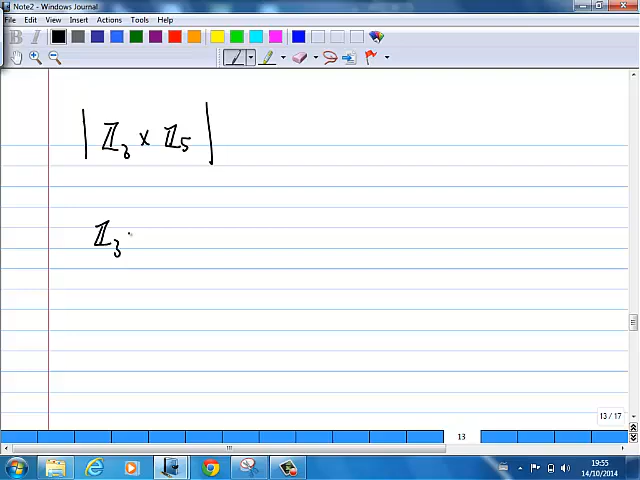 Note2 - Windows Journal
File Edit View Insert Actions Tools Help
B I
| ℤ₃ × ℤ₅ |
ℤ₃
13 / 17
13
19:55
14/10/2014